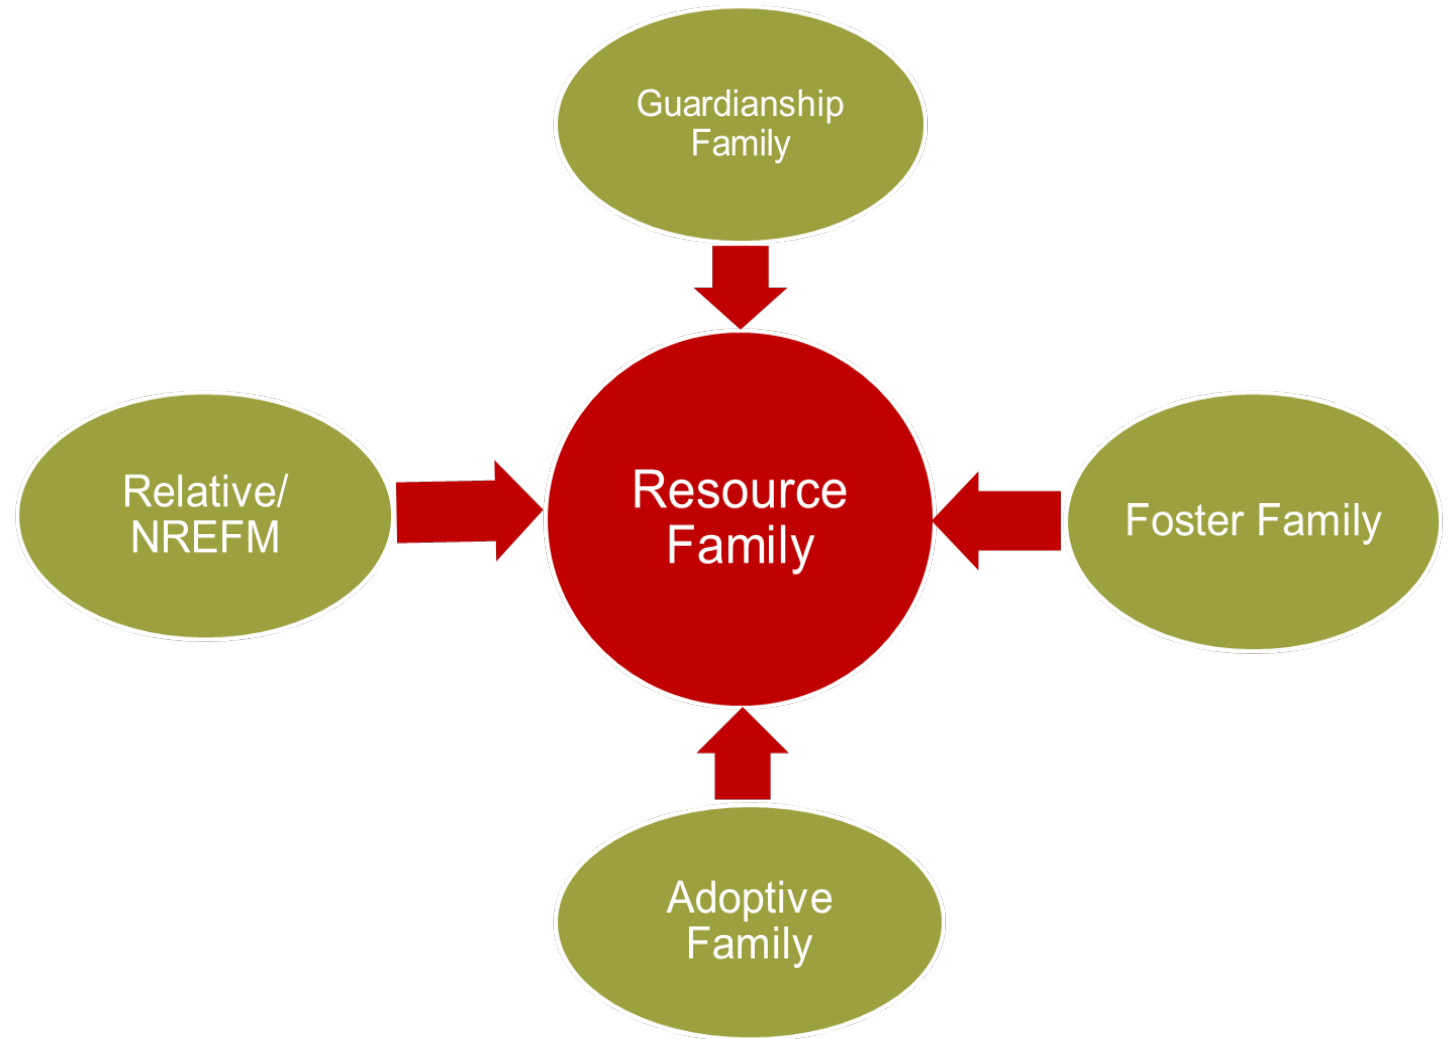 Guardianship
Family
Relative/
NREFM
Resource
Family
Foster Family
Adoptive
Family